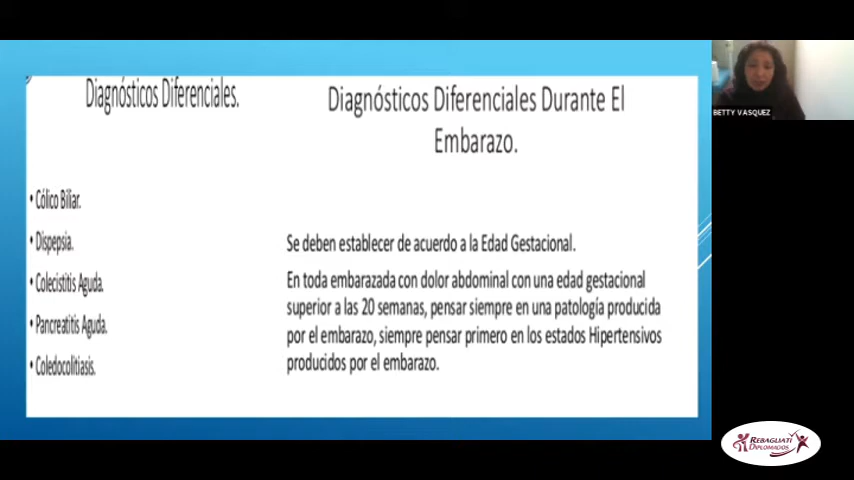 Diagnósticos Diferenciales.
• Cólico Biliar.
• Dispepsia.
• Colecistitis Aguda.
• Pancreatitis Aguda.
• Coledocolitiasis.
Diagnósticos Diferenciales Durante El
Embarazo.
Se deben establecer de acuerdo a la Edad Gestacional.
En toda embarazada con dolor abdominal con una edad gestacional
superior a las 20 semanas, pensar siempre en una patología producida
por el embarazo, siempre pensar primero en los estados Hipertensivos
producidos por el embarazo.
BETTY VASQUEZ
REBAGLIATI
DIPLOMADOS